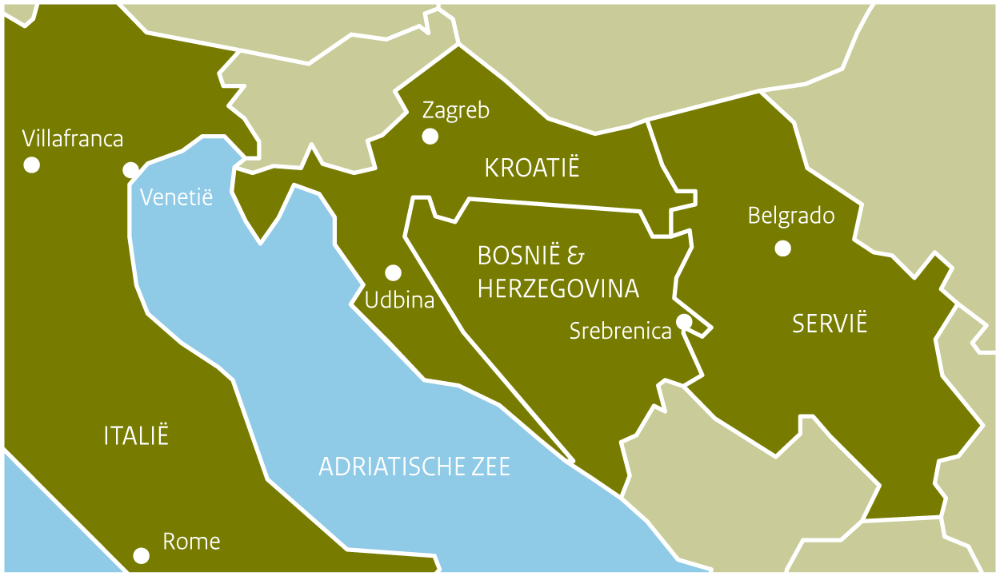 Zagreb
Villafranca
KROATIË
Venetië
Belgrado
BOSNIË &
HERZEGOVINA
Udbina
SERVIË
Srebrenica
ITALIË
ADRIATISCHE ZEE
Rome